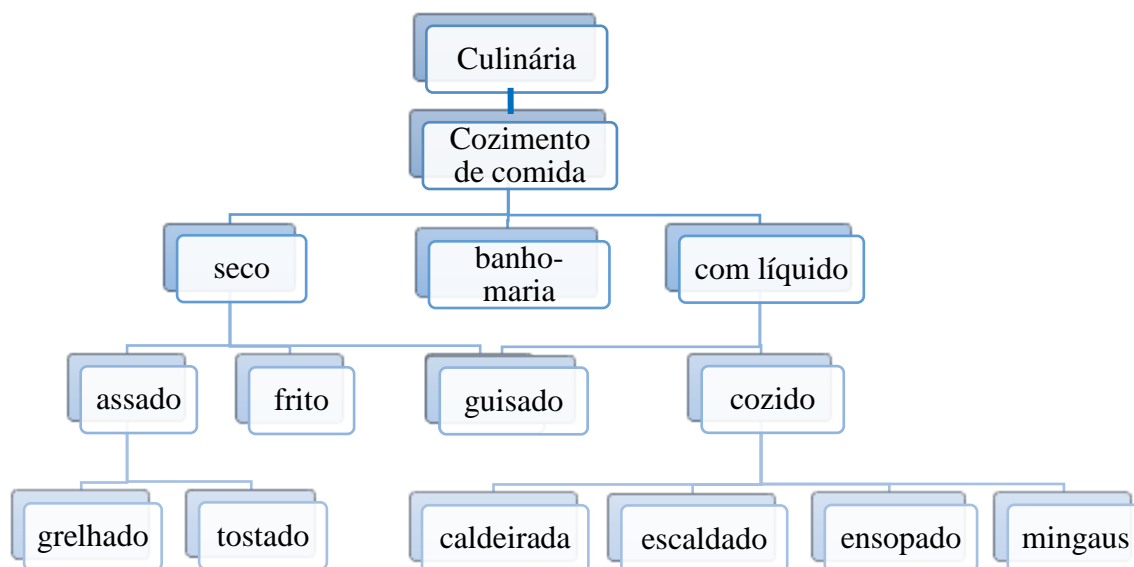 Culinária
Cozimento
de comida
seco
banho-
maria
com líquido
assado
frito
guisado
cozido
grelhado
tostado
caldeirada
escaldado
ensopado
mingaus